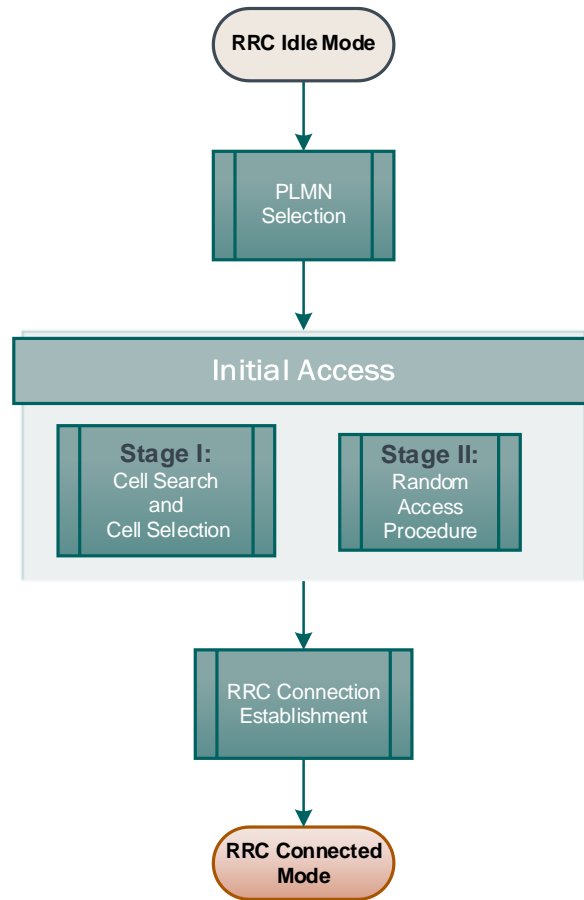 RRC Idle Mode
PLMN
Selection
Initial Access
Stage I:
Cell Search
and
Cell Selection
Stage II:
Random
Access
Procedure
RRC Connection
Establishment
RRC Connected
Mode